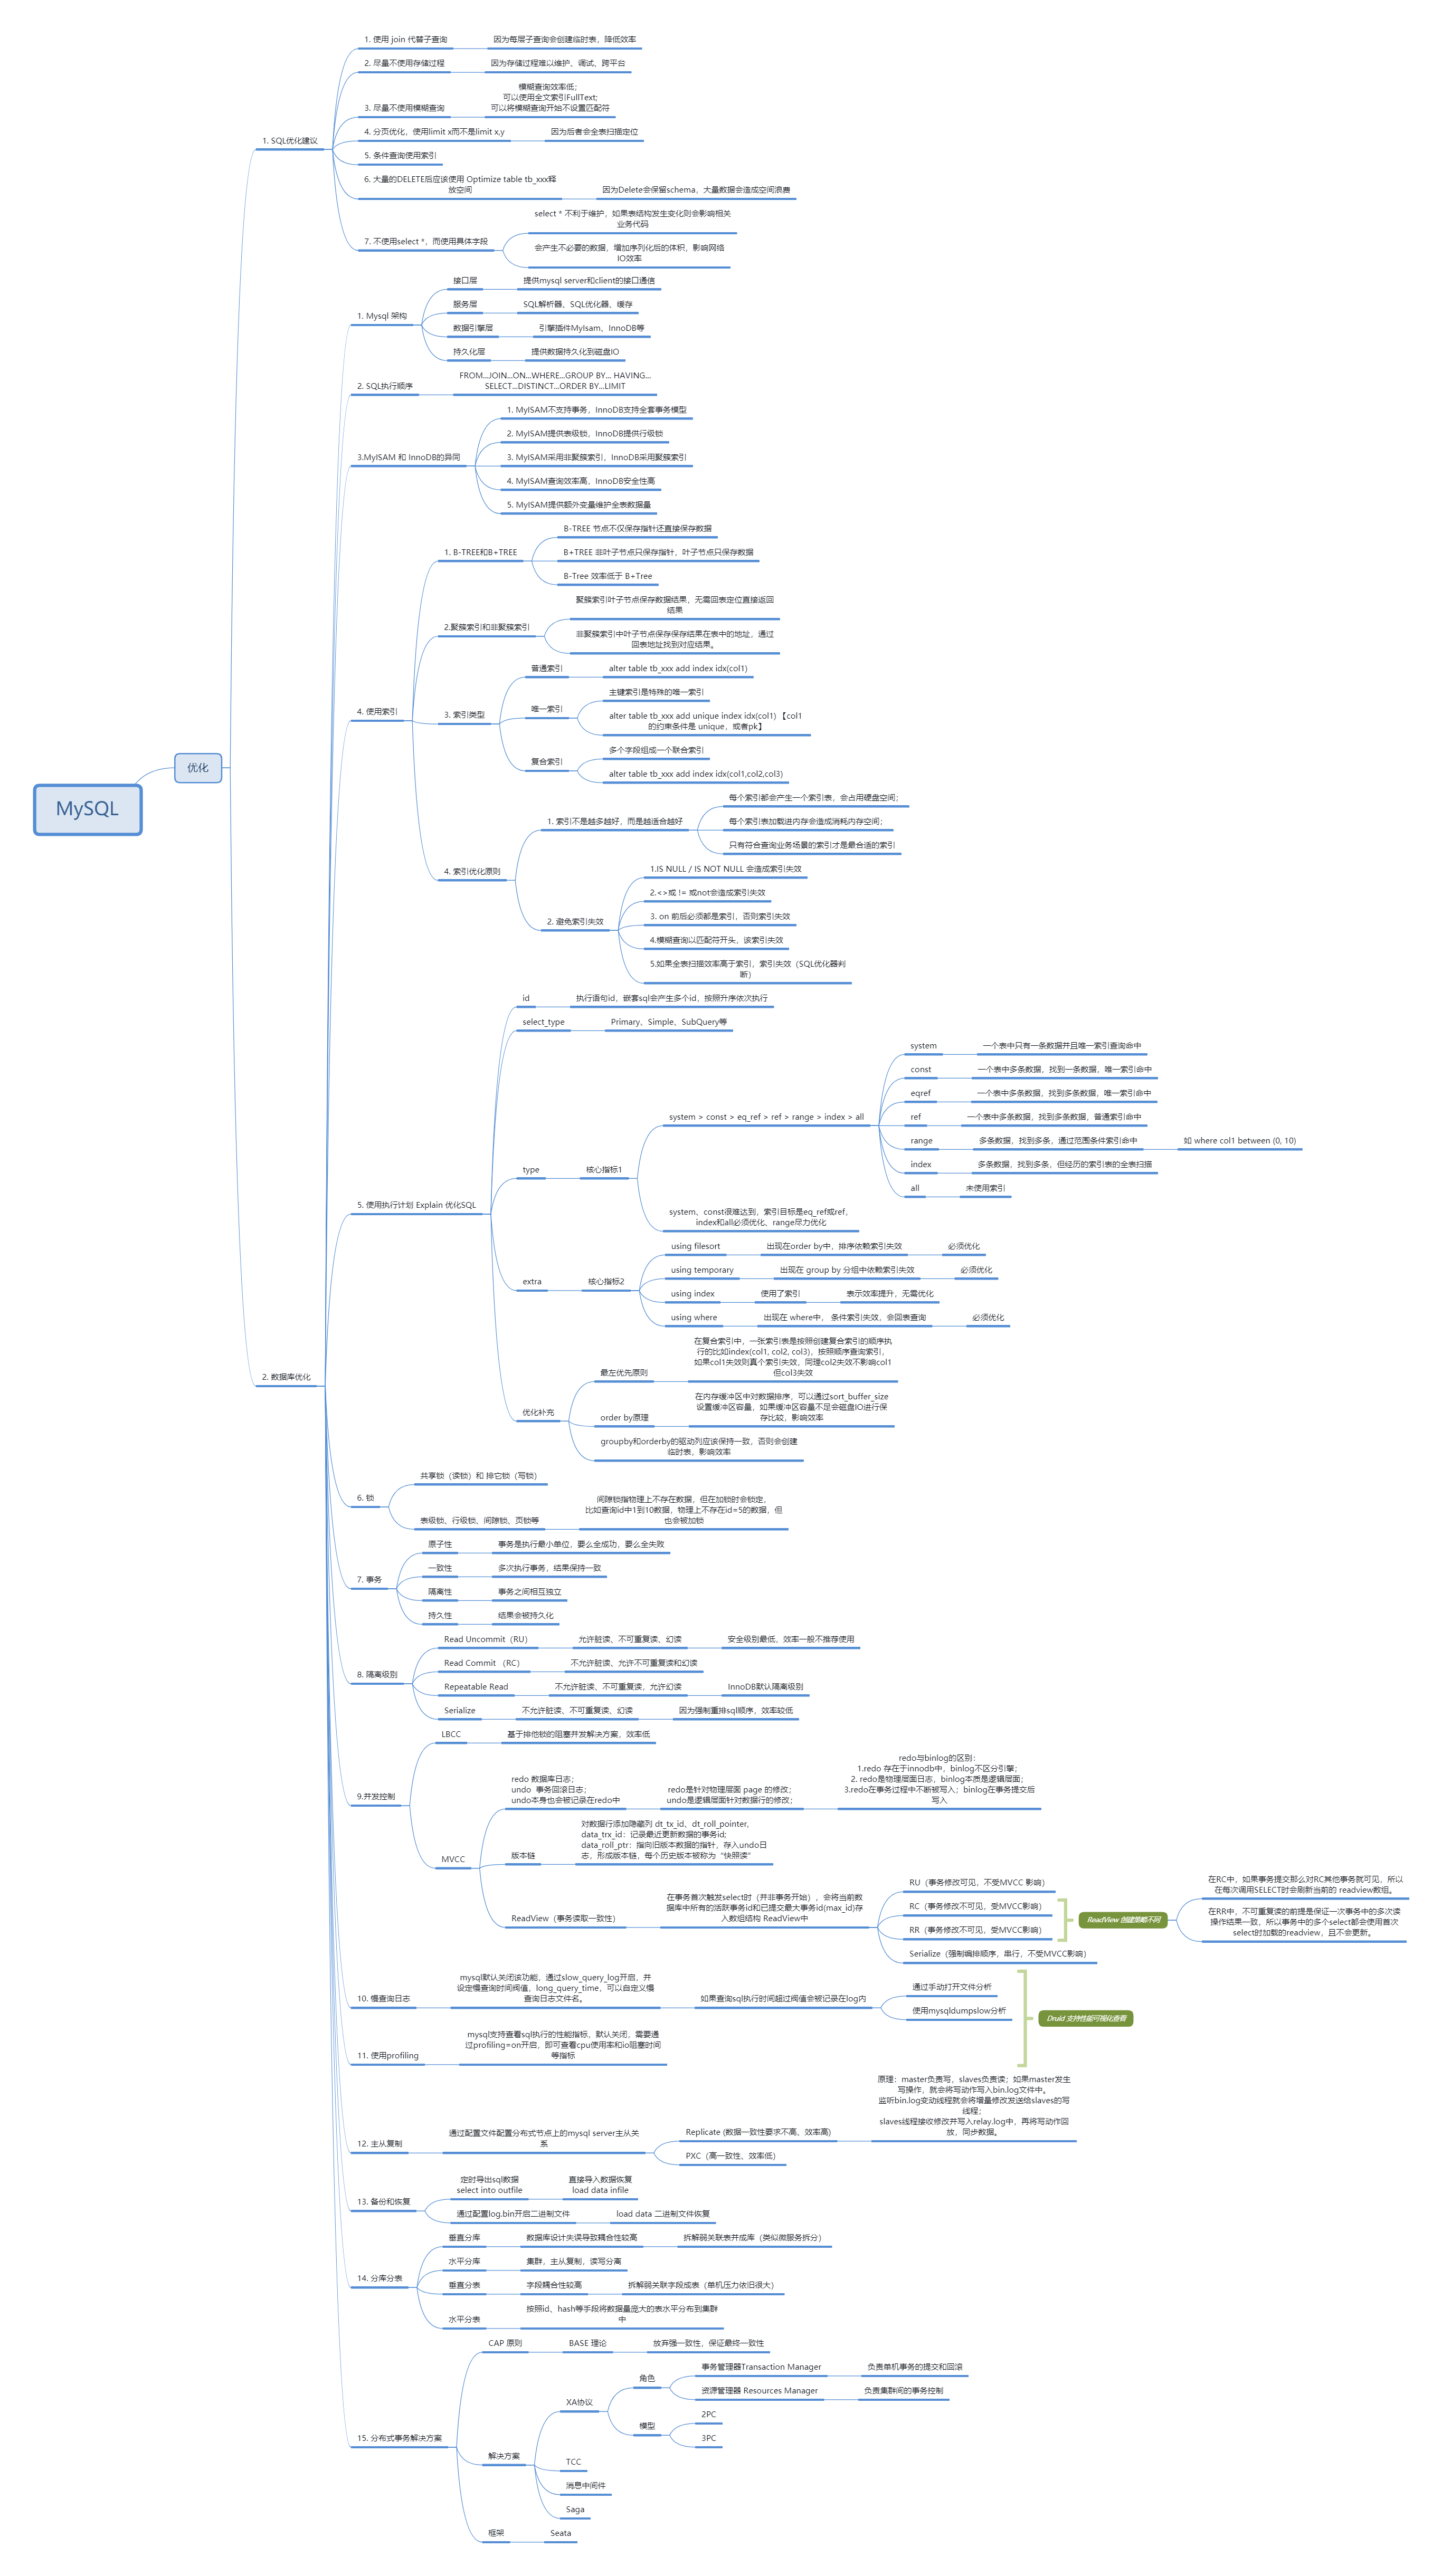 MySQL
优化
1. SQL优化建议
1. 使用 join 代替子查询
因为每层子查询会创建临时表，降低效率
2. 尽量不使用存储过程
因为存储过程难以维护、调试、跨平台
3. 尽量不使用模糊查询
模糊查询效率低；
可以使用全文索引FullText;
可以将模糊查询开始不设置匹配符
4. 分页优化，使用limit x而不是limit x,y
因为后者会全表扫描定位
5. 条件查询使用索引
6. 大量的DELETE后应该使用 Optimize table tb_xxx释
放空间
因为Delete会保留schema，大量数据会造成空间浪费
7. 不使用select *，而使用具体字段
select * 不利于维护，如果表结构发生变化则会影响相关
业务代码
会产生不必要的数据，增加序列化后的体积，影响网络
IO效率
2. 数据库优化
1. Mysql 架构
接口层
提供mysql server和client的接口通信
服务层
SQL解析器、SQL优化器、缓存
数据引擎层
引擎插件MyIsam、InnoDB等
持久化层
提供数据持久化到磁盘IO
2. SQL执行顺序
FROM...JOIN...ON...WHERE...GROUP BY... HAVING...
SELECT...DISTINCT...ORDER BY...LIMIT
3.MyISAM 和 InnoDB的异同
1. MyISAM不支持事务，InnoDB支持全套事务模型
2. MyISAM提供表级锁，InnoDB提供行级锁
3. MyISAM采用非聚簇索引，InnoDB采用聚簇索引
4. MyISAM查询效率高，InnoDB安全性高
5. MyISAM提供额外变量维护全表数据量
4. 使用索引
1. B-TREE和B+TREE
B-TREE 节点不仅保存指针还直接保存数据
B+TREE 非叶子节点只保存指针，叶子节点只保存数据
B-Tree 效率低于 B+Tree
2.聚簇索引和非聚簇索引
聚簇索引叶子节点保存数据结果，无需回表定位直接返回
结果
非聚簇索引中叶子节点保存保存结果在表中的地址，通过
回表地址找到对应结果。
3. 索引类型
普通索引
alter table tb_xxx add index idx(col1)
唯一索引
主键索引是特殊的唯一索引
alter table tb_xxx add unique index idx(col1) 【col1
的约束条件是 unique，或者pk】
复合索引
多个字段组成一个联合索引
alter table tb_xxx add index idx(col1,col2,col3)
4. 索引优化原则
1. 索引不是越多越好，而是越适合越好
每个索引都会产生一个索引表，会占用硬盘空间；
每个索引表加载进内存会造成消耗内存空间；
只有符合查询业务场景的索引才是最合适的索引
2. 避免索引失效
1.IS NULL / IS NOT NULL 会造成索引失效
2.<>或 != 或not会造成索引失效
3. on 前后必须都是索引，否则索引失效
4.模糊查询以匹配符开头，该索引失效
5.如果全表扫描效率高于索引，索引失效（SQL优化器判
断）
5. 使用执行计划 Explain 优化SQL
id
执行语句id，嵌套sql会产生多个id，按照升序依次执行
select_type
Primary、Simple、SubQuery等
type
核心指标1
system > const > eq_ref > ref > range > index > all
system
一个表中只有一条数据并且唯一索引查询命中
const
一个表中多条数据，找到一条数据，唯一索引命中
eqref
一个表中多条数据，找到多条数据，唯一索引命中
ref
一个表中多条数据，找到多条数据，普通索引命中
range
多条数据，找到多条，通过范围条件索引命中
如 where col1 between (0, 10)
index
多条数据，找到多条，但经历的索引表的全表扫描
all
未使用索引
system、const很难达到，索引目标是eq_ref或ref，
index和all必须优化、range尽力优化
extra
核心指标2
using filesort
出现在order by中，排序依赖索引失效
必须优化
using temporary
出现在 group by 分组中依赖索引失效
必须优化
using index
使用了索引
表示效率提升，无需优化
using where
出现在 where中， 条件索引失效，会回表查询
必须优化
优化补充
最左优先原则
在复合索引中，一张索引表是按照创建复合索引的顺序执
行的比如index(col1, col2, col3)，按照顺序查询索引，
如果col1失效则真个索引失效，同理col2失效不影响col1
但col3失效
order by原理
在内存缓冲区中对数据排序，可以通过sort_buffer_size
设置缓冲区容量，如果缓冲区容量不足会磁盘IO进行保
存比较，影响效率
groupby和orderby的驱动列应该保持一致，否则会创建
临时表，影响效率
6. 锁
共享锁（读锁）和 排它锁（写锁）
表级锁、行级锁、间隙锁、页锁等
间隙锁指物理上不存在数据，但在加锁时会锁定，
比如查询id中1到10数据，物理上不存在id=5的数据，但
也会被加锁
7. 事务
原子性
事务是执行最小单位，要么全成功，要么全失败
一致性
多次执行事务，结果保持一致
隔离性
事务之间相互独立
持久性
结果会被持久化
8. 隔离级别
Read Uncommit（RU）
允许脏读、不可重复读、幻读
安全级别最低，效率一般不推荐使用
Read Commit （RC）
不允许脏读、允许不可重复读和幻读
Repeatable Read
不允许脏读、不可重复读，允许幻读
InnoDB默认隔离级别
Serialize
不允许脏读、不可重复读、幻读
因为强制重排sql顺序，效率较低
9.并发控制
LBCC
基于排他锁的阻塞并发解决方案，效率低
MVCC
redo 数据库日志；
undo  事务回滚日志；
undo本身也会被记录在redo中
redo是针对物理层面 page 的修改；
undo是逻辑层面针对数据行的修改；
redo与binlog的区别：
1.redo 存在于innodb中，binlog不区分引擎；
2. redo是物理层面日志，binlog本质是逻辑层面；
3.redo在事务过程中不断被写入；binlog在事务提交后
写入
版本链
对数据行添加隐藏列 dt_tx_id、dt_roll_pointer,
data_trx_id：记录最近更新数据的事务id;
data_roll_ptr：指向旧版本数据的指针，存入undo日
志，形成版本链，每个历史版本被称为“快照读”
ReadView（事务读取一致性）
在事务首次触发select时（并非事务开始），会将当前数
据库中所有的活跃事务id和已提交最大事务id(max_id)存
入数组结构 ReadView中
RU（事务修改可见，不受MVCC 影响）
RC（事务修改不可见，受MVCC影响）
RR（事务修改不可见，受MVCC影响）
Serialize（强制编排顺序，串行，不受MVCC影响）
ReadView 创建策略不同
在RC中，如果事务提交那么对RC其他事务就可见，所以
在每次调用SELECT时会刷新当前的 readview数组。
在RR中，不可重复读的前提是保证一次事务中的多次读
操作结果一致，所以事务中的多个select都会使用首次
select时加载的readview，且不会更新。
10. 慢查询日志
mysql默认关闭该功能，通过slow_query_log开启，并
设定慢查询时间阀值，long_query_time，可以自定义慢
查询日志文件名。
如果查询sql执行时间超过阀值会被记录在log内
通过手动打开文件分析
使用mysqldumpslow分析
Druid 支持性能可视化查看
11. 使用profiling
mysql支持查看sql执行的性能指标，默认关闭，需要通
过profiling=on开启，即可查看cpu使用率和io阻塞时间
等指标
12. 主从复制
通过配置文件配置分布式节点上的mysql server主从关
系
Replicate (数据一致性要求不高、效率高)
原理：master负责写，slaves负责读；如果master发生
写操作，就会将写动作写入bin.log文件中。
监听bin.log变动线程就会将增量修改发送给slaves的写
线程；
slaves线程接收修改并写入relay.log中，再将写动作回
放，同步数据。
PXC（高一致性、效率低）
13. 备份和恢复
定时导出sql数据
select into outfile
直接导入数据恢复
load data infile
通过配置log.bin开启二进制文件
load data 二进制文件恢复
14. 分库分表
垂直分库
数据库设计失误导致耦合性较高
拆解弱关联表并成库（类似微服务拆分）
水平分库
集群，主从复制，读写分离
垂直分表
字段耦合性较高
拆解弱关联字段成表（单机压力依旧很大）
水平分表
按照id、hash等手段将数据量庞大的表水平分布到集群
中
15. 分布式事务解决方案
CAP 原则
BASE 理论
放弃强一致性，保证最终一致性
解决方案
XA协议
角色
事务管理器Transaction Manager
负责单机事务的提交和回滚
资源管理器 Resources Manager
负责集群间的事务控制
模型
2PC
3PC
TCC
消息中间件
Saga
框架
Seata